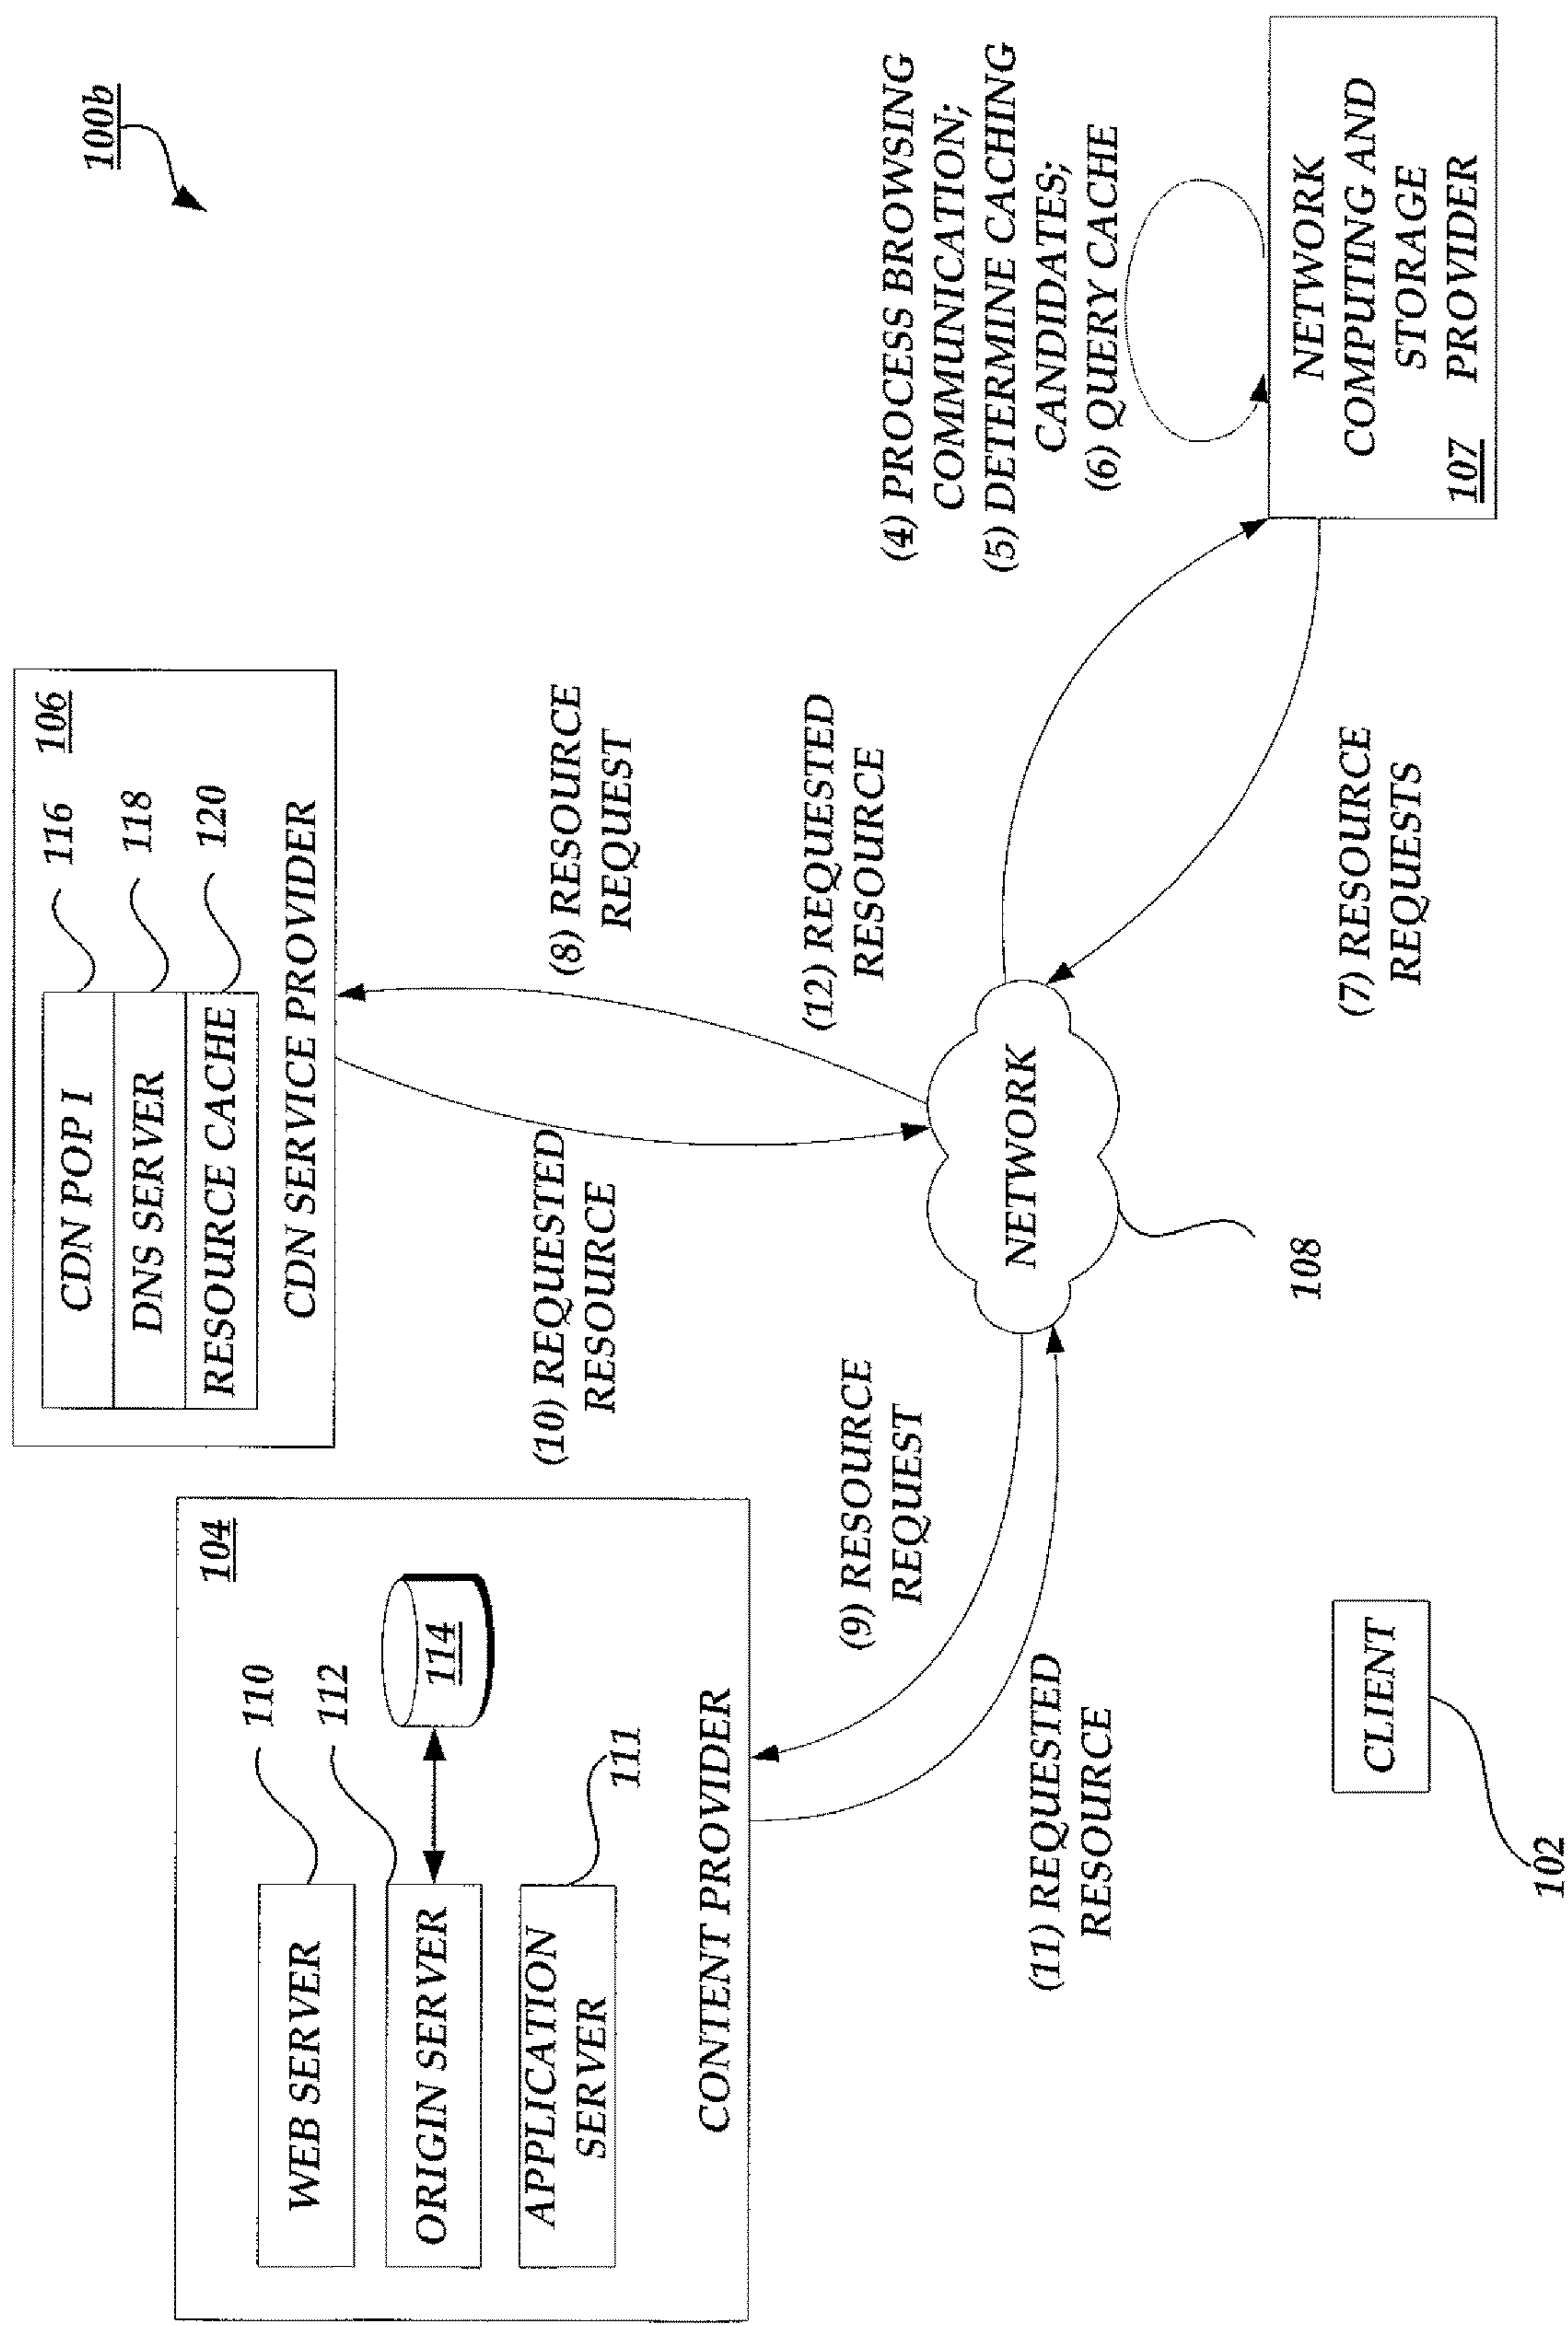 100b
104
110
112
114
111
WEB SERVER
ORIGIN SERVER
APPLICATION
SERVER
CONTENT PROVIDER
106
116
118
120
CDN POP I
DNS SERVER
RESOURCE CACHE
CDN SERVICE PROVIDER
(8) RESOURCE
REQUEST
(10) REQUESTED
RESOURCE
(12) REQUESTED
RESOURCE
(9) RESOURCE
REQUEST
(11) REQUESTED
RESOURCE
NETWORK
108
(7) RESOURCE
REQUESTS
(4) PROCESS BROWSING
COMMUNICATION;
(5) DETERMINE CACHING
CANDIDATES;
(6) QUERY CACHE
NETWORK
COMPUTING AND
STORAGE
PROVIDER
107
CLIENT
102